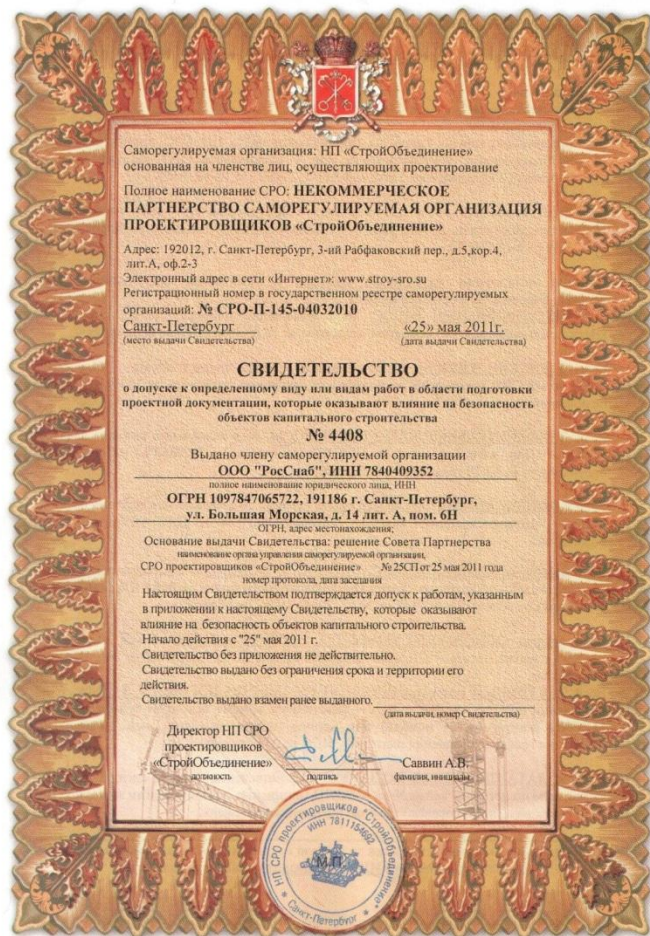 Саморегулируемая организация: НП «СтройОбъединение»
основанная на членстве лиц, осуществляющих проектирование
Полное наименование СРО: НЕКОММЕРЧЕСКОЕ
ПАРТНЕРСТВО САМОРЕГУЛИРУЕМАЯ ОРГАНИЗАЦИЯ
ПРОЕКТИРОВЩИКОВ «СтройОбъединение»
Адрес: 192012, г. Санкт-Петербург, 3-ий Рабфаковский пер., д.5,кор.4,
лит.А, оф.2-3
Электронный адрес в сети «Интернет»: www.stroy-sro.su
Регистрационный номер в государственном реестре саморегулируемых
организаций: № СРО-П-145-04032010
Санкт-Петербург «25» мая 2011г.
(место выдачи Свидетельства) (дата выдачи Свидетельства)
СВИДЕТЕЛЬСТВО
о допуске к определенному виду или видам работ в области подготовки
проектной документации, которые оказывают влияние на безопасность
объектов капитального строительства
№ 4408
Выдано члену саморегулируемой организации
ООО "РосСнаб", ИНН 7840409352
полное наименование юридического лица, ИНН
ОГРН 1097847065722, 191186 г. Санкт-Петербург,
ул. Большая Морская, д. 14 лит. А, пом. 6Н
ОГРН, адрес местонахождения;
Основание выдачи Свидетельства: решение Совета Партнерства
наименование органа управления саморегулируемой организации,
СРО проектировщиков «СтройОбъединение» № 25СП от 25 мая 2011 года
номер протокола, дата заседания
Настоящим Свидетельством подтверждается допуск к работам, указанным
в приложении к настоящему Свидетельству, которые оказывают
влияние на безопасность объектов капитального строительства.
Начало действия с "25" мая 2011 г.
Свидетельство без приложения не действительно.
Свидетельство выдано без ограничения срока и территории его
действия.
Свидетельство выдано взамен ранее выданного.
(дата выдачи, номер Свидетельства)
Директор НП СРО
проектировщиков
«СтройОбъединение» Саввин А.В.
должность подпись фамилия, инициалы
НП СРО проектировщиков "СтройОбъединение"
ИНН 7811154692
М.П.
* Санкт-Петербург *